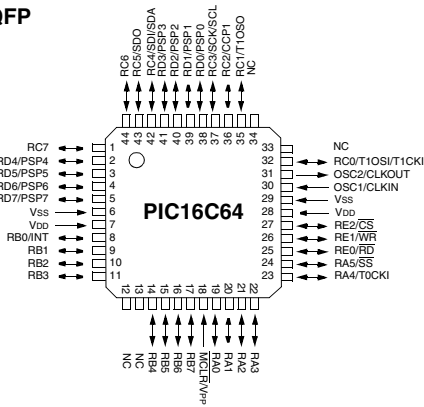 QFP
RC6
RC5/SDO
RC4/SDI/SDA
RD3/PSP3
RD2/PSP2
RD1/PSP1
RD0/PSP0
RC3/SCK/SCL
RC2/CCP1
RC1/T1OSO
NC
44 43 42 41 40 39 38 37 36 35 34
RC7 1
RD4/PSP4 2
RD5/PSP5 3
RD6/PSP6 4
RD7/PSP7 5
VSS 6
VDD 7
RB0/INT 8
RB1 9
RB2 10
RB3 11
PIC16C64
33 NC
32 RC0/T1OSI/T1CKI
31 OSC2/CLKOUT
30 OSC1/CLKIN
29 VSS
28 VDD
27 RE2/CS
26 RE1/WR
25 RE0/RD
24 RA5/SS
23 RA4/T0CKI
12 13 14 15 16 17 18 19 20 21 22
NC
NC
RB4
RB5
RB6
RB7
MCLR/VPP
RA0
RA1
RA2
RA3